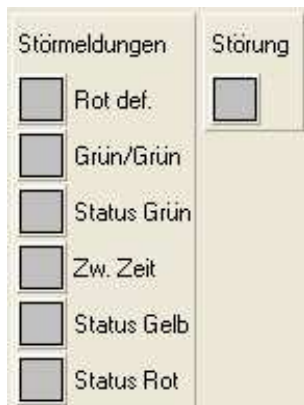 Störmeldungen
Rot def.
Grün/Grün
Status Grün
Zw. Zeit
Status Gelb
Status Rot
Störung